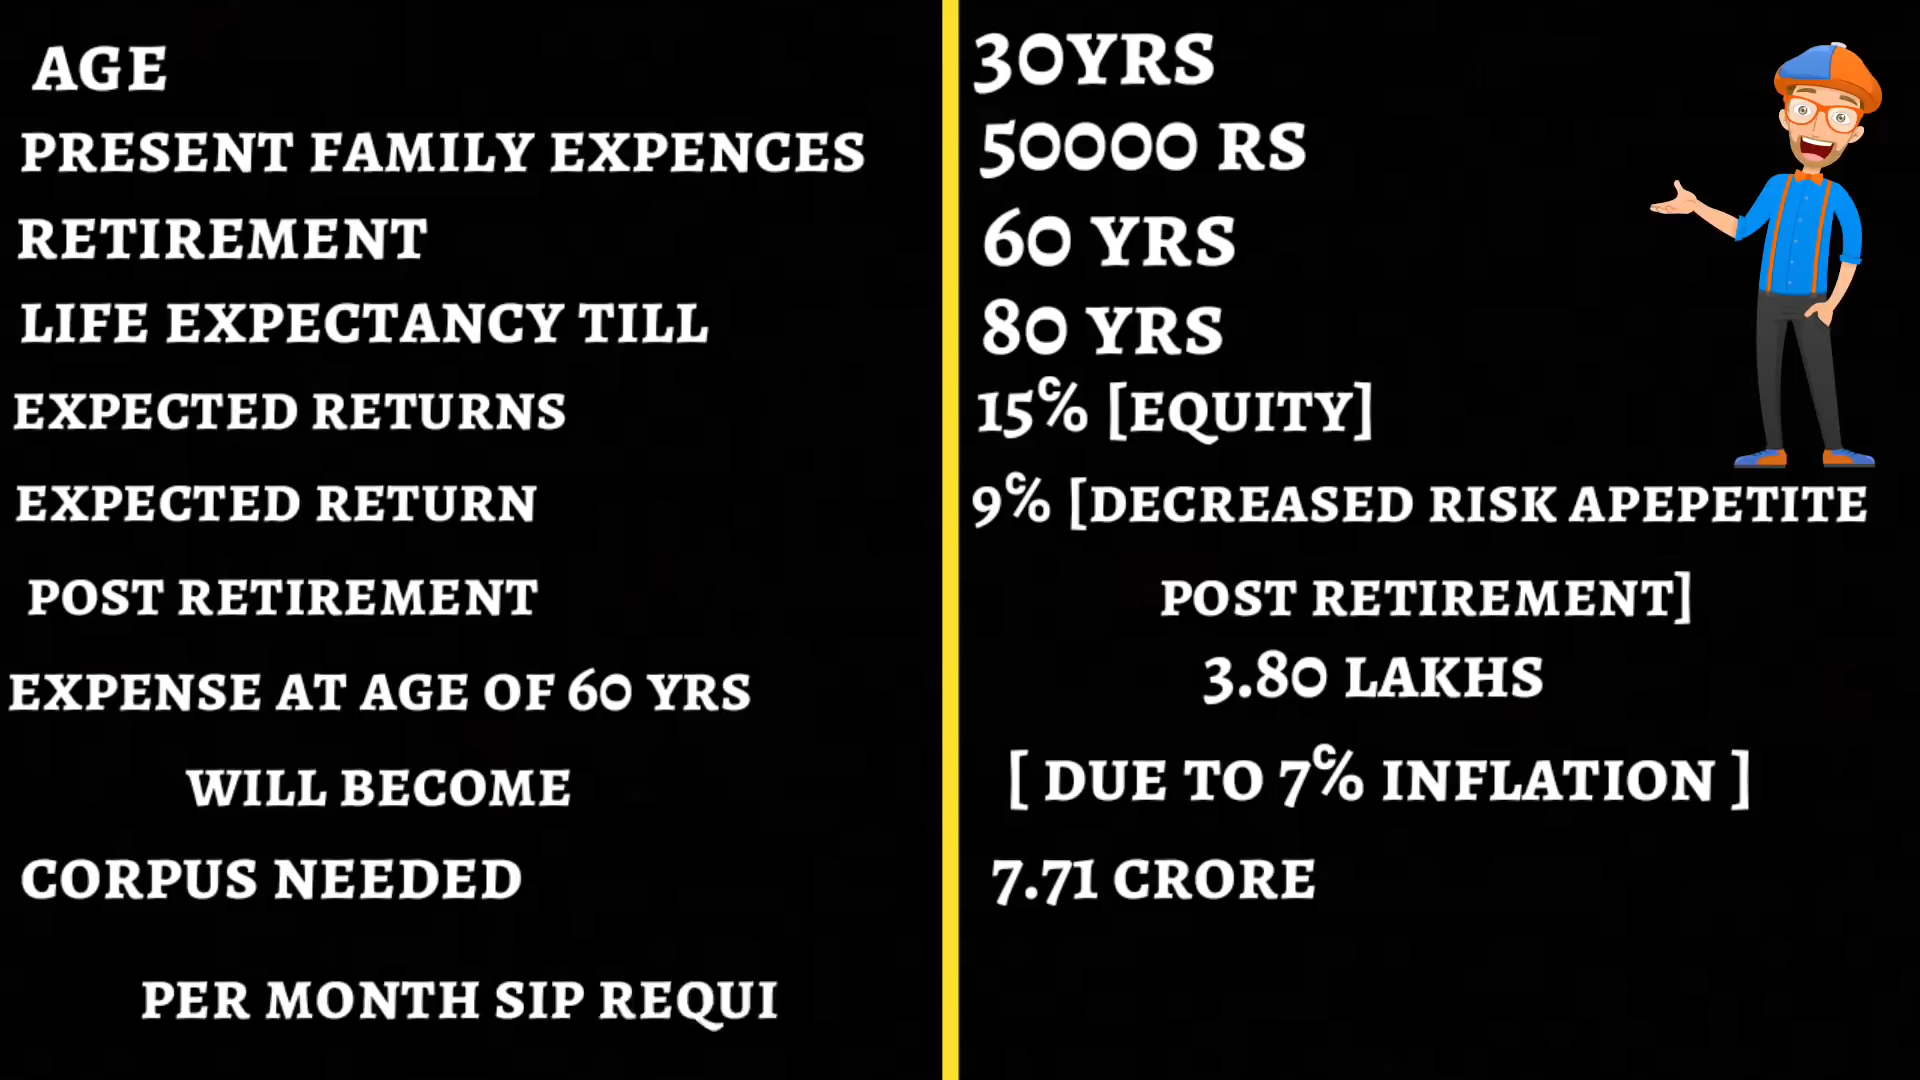 AGE
30YRS
PRESENT FAMILY EXPENCES
50000 RS
RETIREMENT
60 YRS
LIFE EXPECTANCY TILL
80 YRS
EXPECTED RETURNS
15% [EQUITY]
EXPECTED RETURN
9% [DECREASED RISK APEPETITE
POST RETIREMENT
POST RETIREMENT]
EXPENSE AT AGE OF 60 YRS
3.80 LAKHS
WILL BECOME
[ DUE TO 7% INFLATION ]
CORPUS NEEDED
7.71 CRORE
PER MONTH SIP REQUI